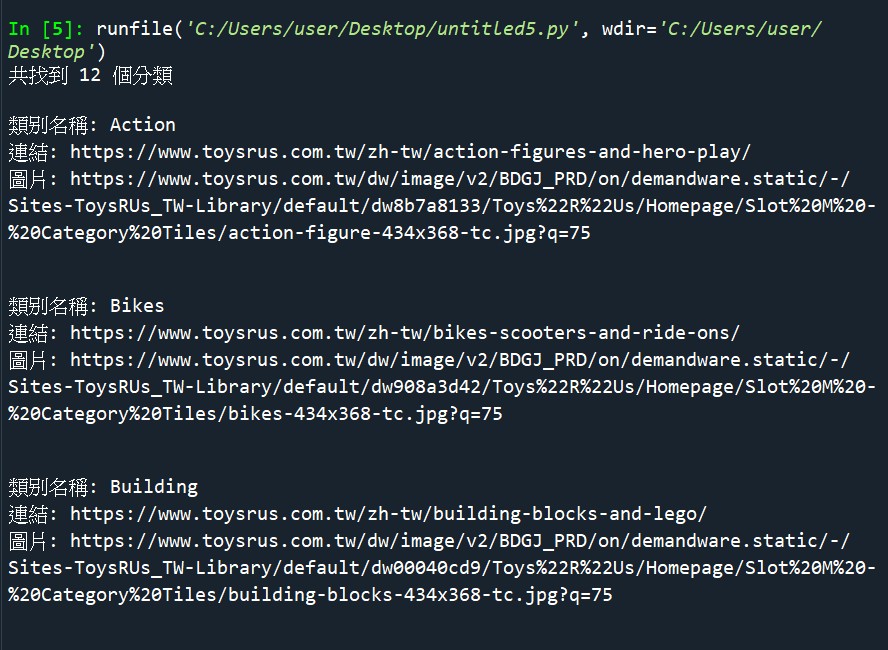 In [5]: runfile('C:/Users/user/Desktop/untitled5.py', wdir='C:/Users/user/
Desktop')
共找到 12 個分類
類別名稱: Action
連結: https://www.toysrus.com.tw/zh-tw/action-figures-and-hero-play/
圖片: https://www.toysrus.com.tw/dw/image/v2/BDGJ_PRD/on/demandware.static/-/
Sites-ToysRUs_TW-Library/default/dw8b7a8133/Toys%22R%22Us/Homepage/Slot%20M%20-
%20Category%20Tiles/action-figure-434x368-tc.jpg?q=75
類別名稱: Bikes
連結: https://www.toysrus.com.tw/zh-tw/bikes-scooters-and-ride-ons/
圖片: https://www.toysrus.com.tw/dw/image/v2/BDGJ_PRD/on/demandware.static/-/
Sites-ToysRUs_TW-Library/default/dw908a3d42/Toys%22R%22Us/Homepage/Slot%20M%20-
%20Category%20Tiles/bikes-434x368-tc.jpg?q=75
類別名稱: Building
連結: https://www.toysrus.com.tw/zh-tw/building-blocks-and-lego/
圖片: https://www.toysrus.com.tw/dw/image/v2/BDGJ_PRD/on/demandware.static/-/
Sites-ToysRUs_TW-Library/default/dw00040cd9/Toys%22R%22Us/Homepage/Slot%20M%20-
%20Category%20Tiles/building-blocks-434x368-tc.jpg?q=75